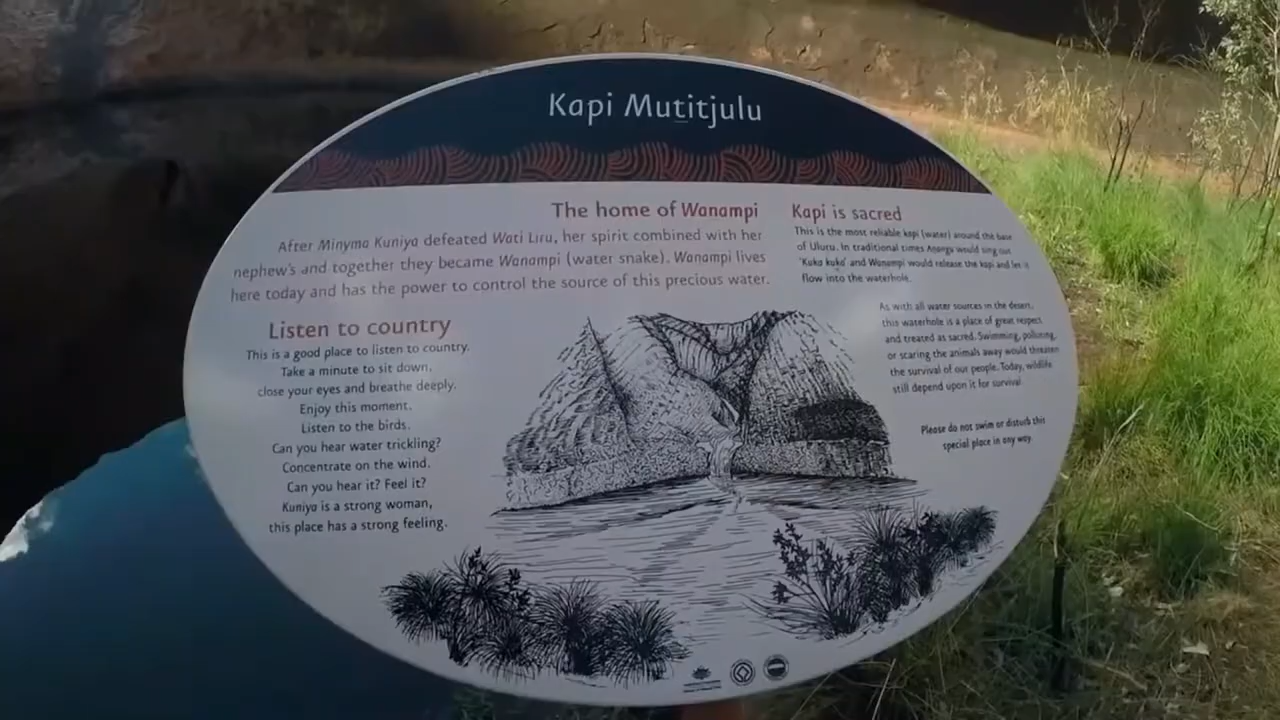 Kapi Mutitjulu
The home of Wanampi
After Minyma Kuniya defeated Wati Liru, her spirit combined with her
nephew's and together they became Wanampi (water snake). Wanampi lives
here today and has the power to control the source of this precious water.
Kapi is sacred
This is the most reliable kapi (water) around the base
of Uluru. In traditional times Anangu would sing out
'Kuka kuka' and Wanampi would release the kapi and let it
flow into the waterhole.
As with all water sources in the desert,
this waterhole is a place of great respect
and treated as sacred. Swimming, polluting,
or scaring the animals away would threaten
the survival of our people. Today, wildlife
still depend upon it for survival.
Please do not swim or disturb this
special place in any way.
Listen to country
This is a good place to listen to country.
Take a minute to sit down,
close your eyes and breathe deeply.
Enjoy this moment.
Listen to the birds.
Can you hear water trickling?
Concentrate on the wind.
Can you hear it? Feel it?
Kuniya is a strong woman,
this place has a strong feeling.